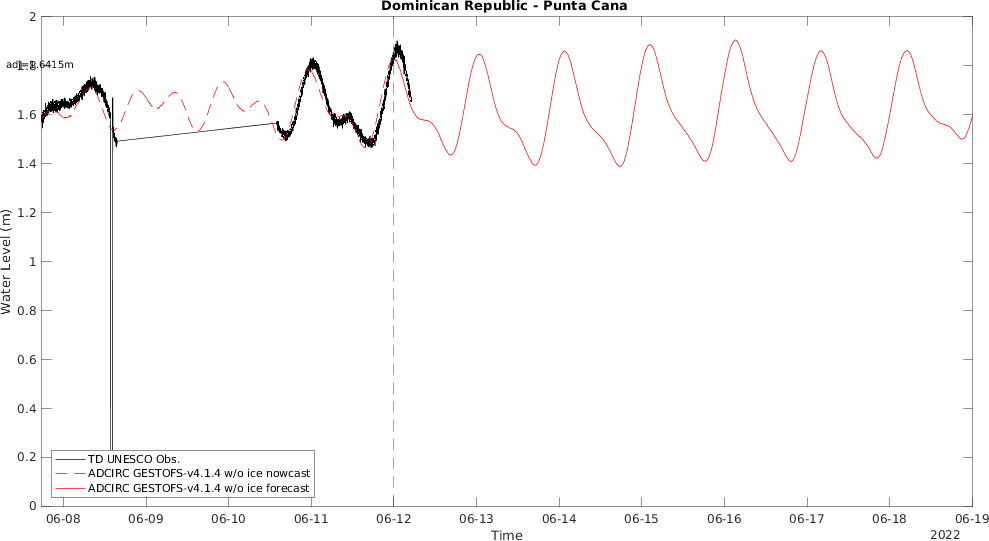 Dominican Republic - Punta Cana
2
1.8
1.6
1.4
1.2
1
0.8
0.6
0.4
0.2
0
Water Level (m)
TD UNESCO Obs.
ADCIRC GESTOFS-v4.1.4 w/o ice nowcast
ADCIRC GESTOFS-v4.1.4 w/o ice forecast
06-08 06-09 06-10 06-11 06-12 06-13 06-14 06-15 06-16 06-17 06-18 06-19
Time
2022